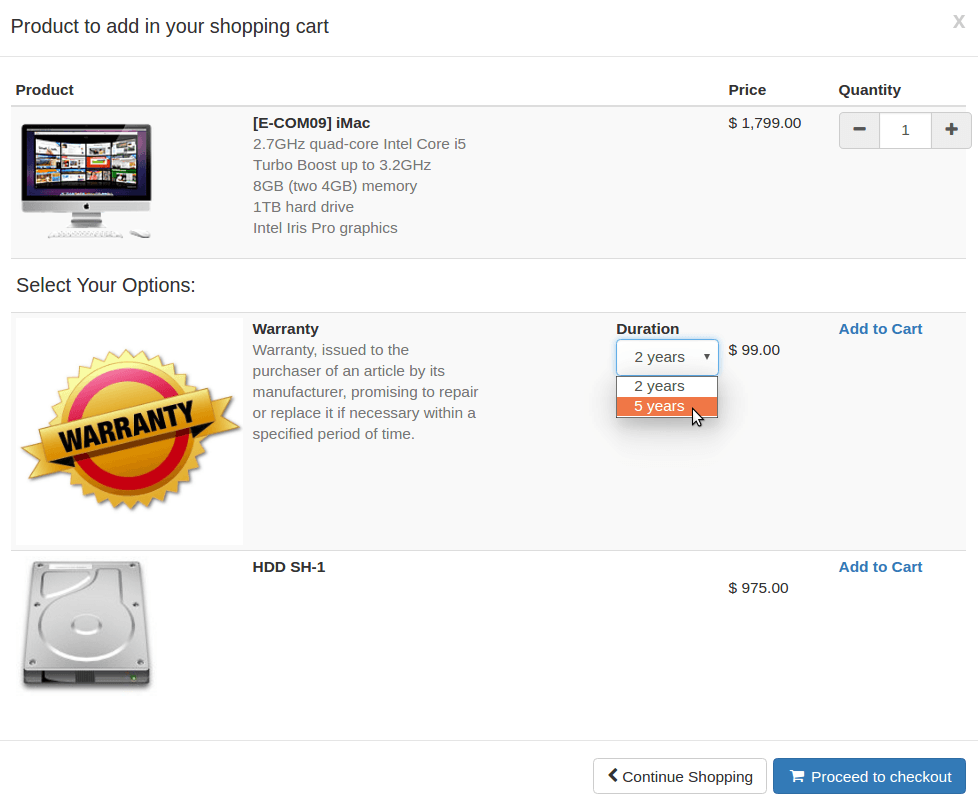 Product to add in your shopping cart
X
Product Price Quantity
[E-COM09] iMac
2.7GHz quad-core Intel Core i5
Turbo Boost up to 3.2GHz
8GB (two 4GB) memory
1TB hard drive
Intel Iris Pro graphics
$ 1,799.00
1
Select Your Options:
WARRANTY
Warranty
Warranty, issued to the
purchaser of an article by its
manufacturer, promising to repair
or replace it if necessary within a
specified period of time.
Duration
2 years
2 years
5 years
$ 99.00
Add to Cart
HDD SH-1
$ 975.00
Add to Cart
Continue Shopping
Proceed to checkout